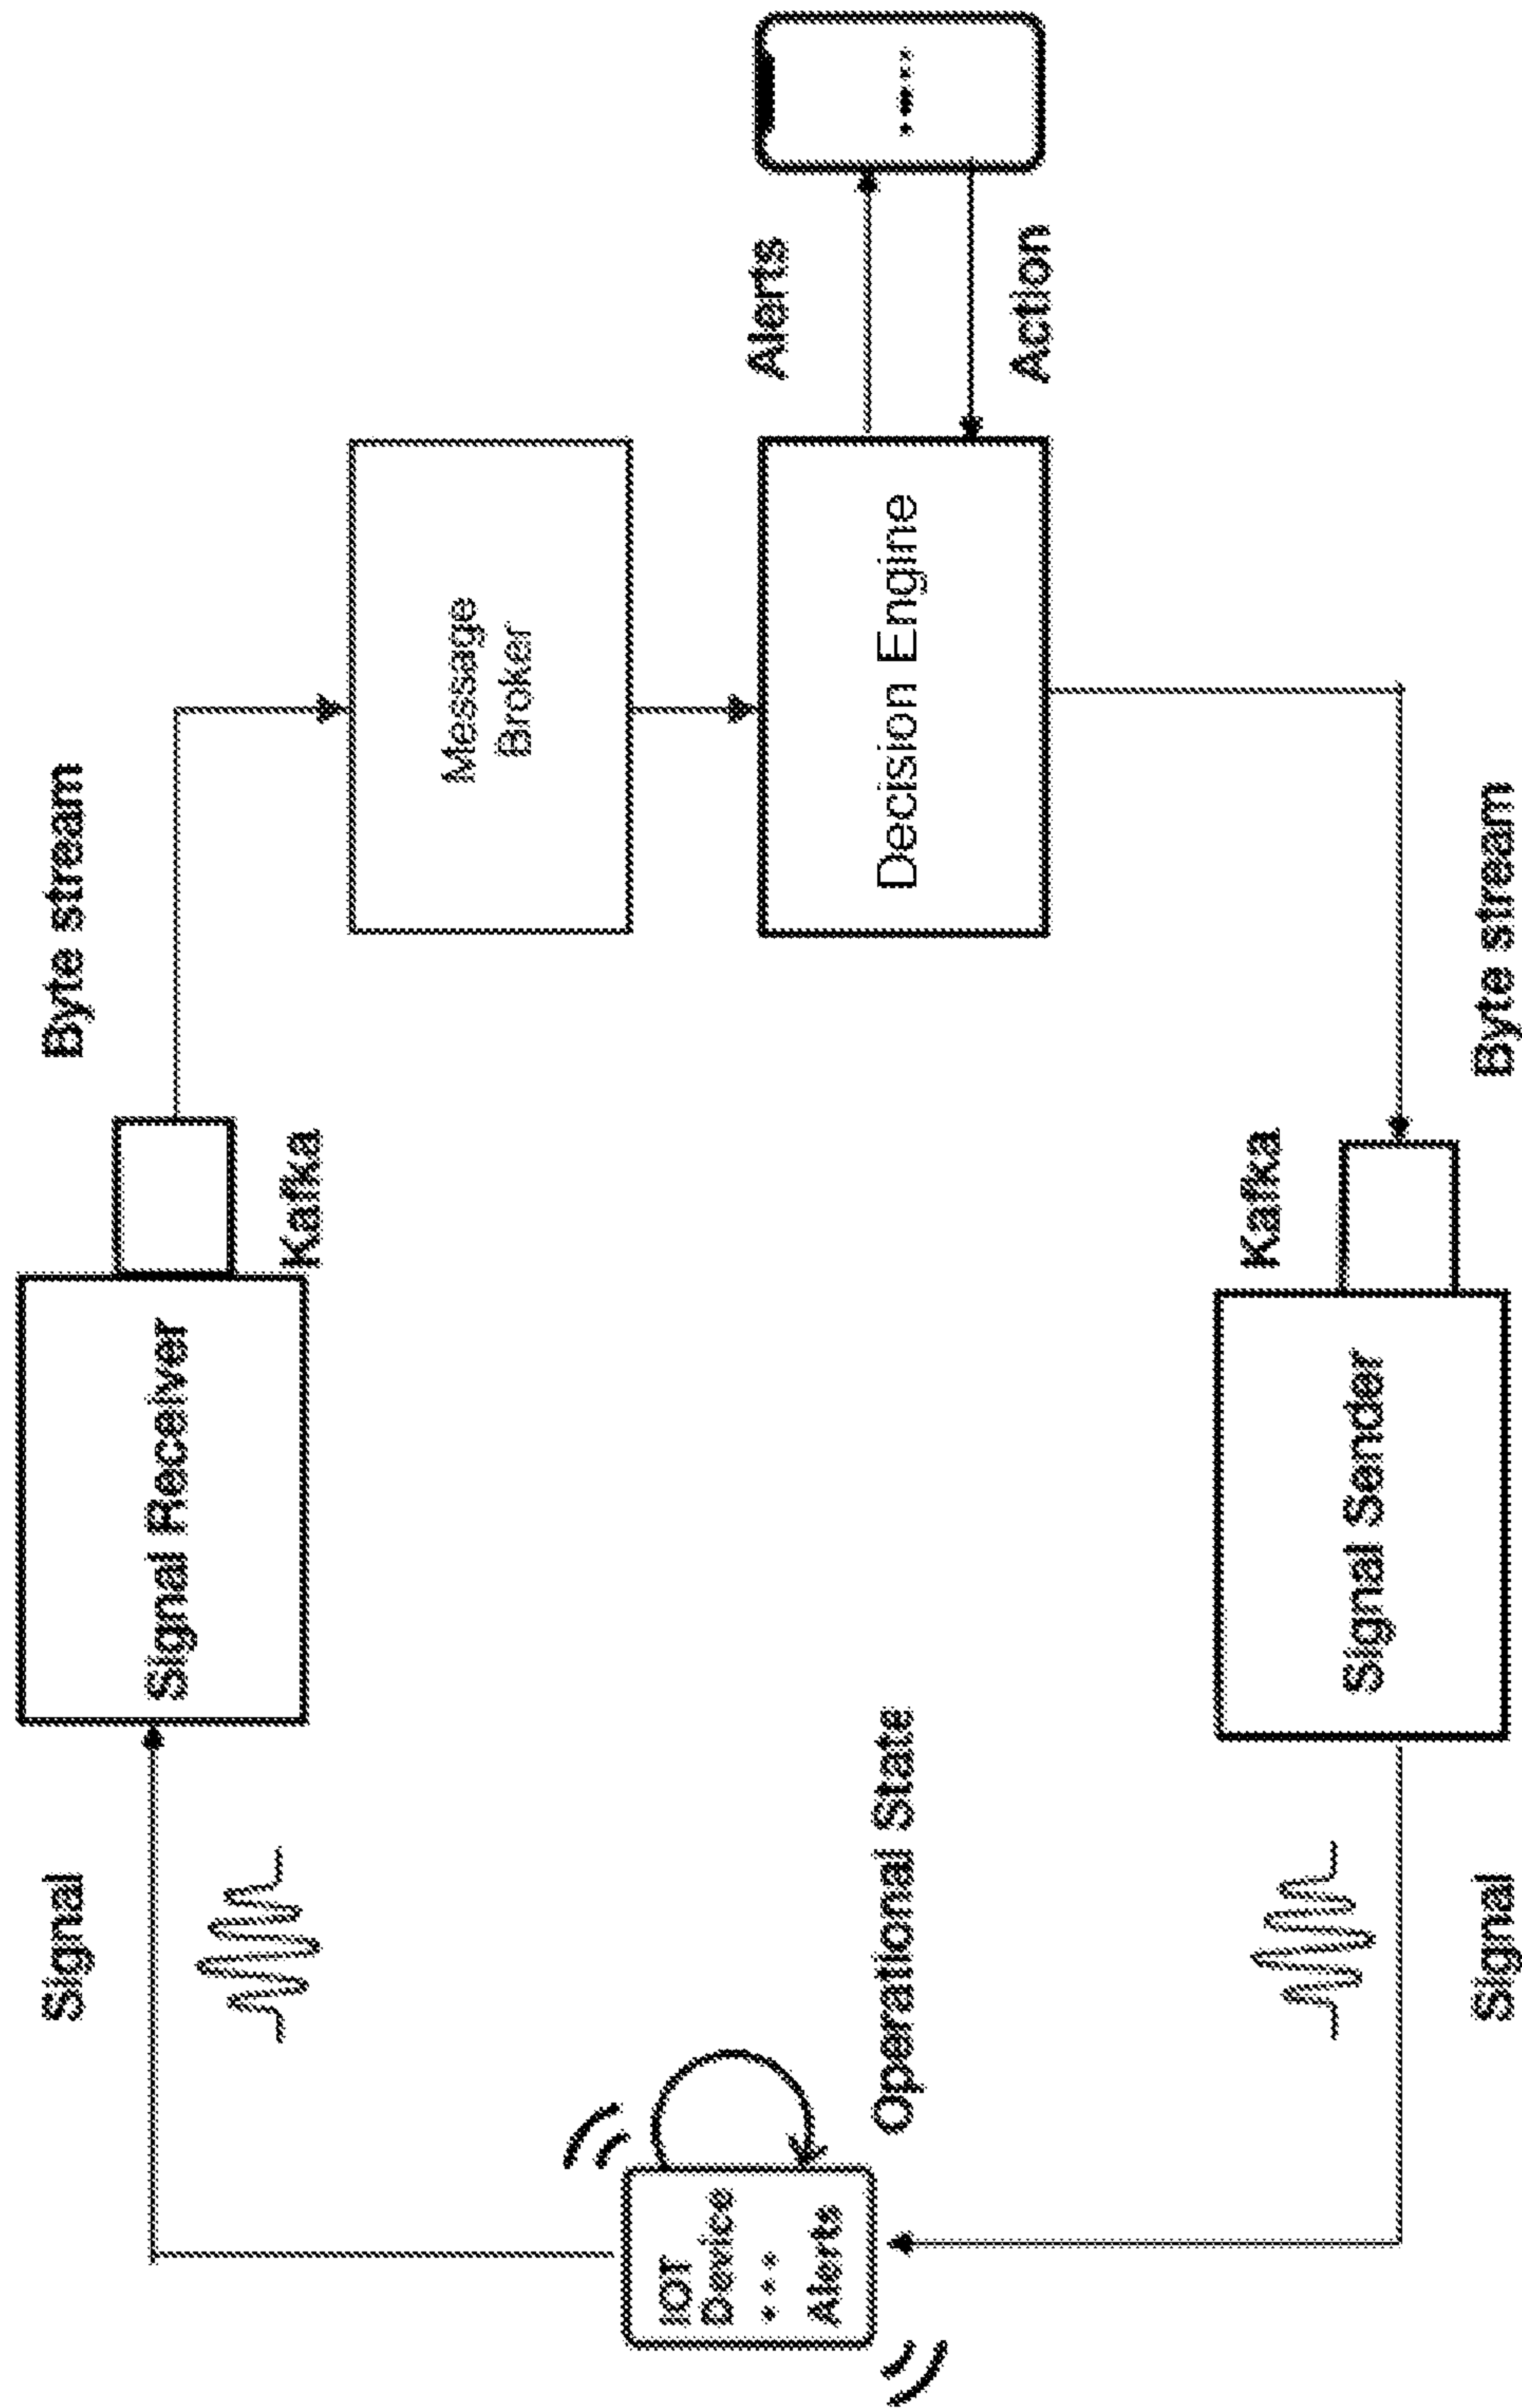 Signal
Byte stream
Signal Receiver
Kafka
Message
Broker
IOT
Device
Alerts
Operational State
Decision Engine
Alerts
Action
Kafka
Signal Sender
Signal
Byte stream